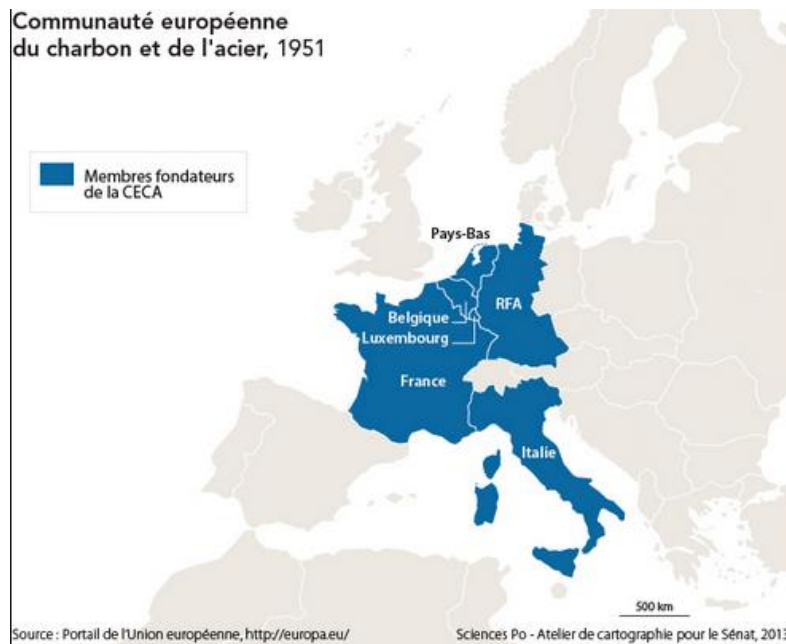 Communauté européenne
du charbon et de l'acier, 1951
Membres fondateurs
de la CECA
Pays-Bas
RFA
Belgique
Luxembourg
France
Italie
500 km
Source : Portail de l'Union européenne, http://europa.eu/
Sciences Po - Atelier de cartographie pour le Sénat, 2013